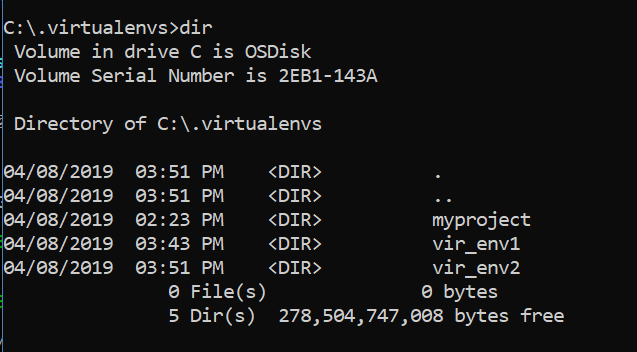 C:\.virtualenvs>dir
Volume in drive C is OSDisk
Volume Serial Number is 2EB1-143A
Directory of C:\.virtualenvs
04/08/2019 03:51 PM <DIR> .
04/08/2019 03:51 PM <DIR> ..
04/08/2019 02:23 PM <DIR> myproject
04/08/2019 03:43 PM <DIR> vir_env1
04/08/2019 03:51 PM <DIR> vir_env2
0 File(s) 0 bytes
5 Dir(s) 278,504,747,008 bytes free